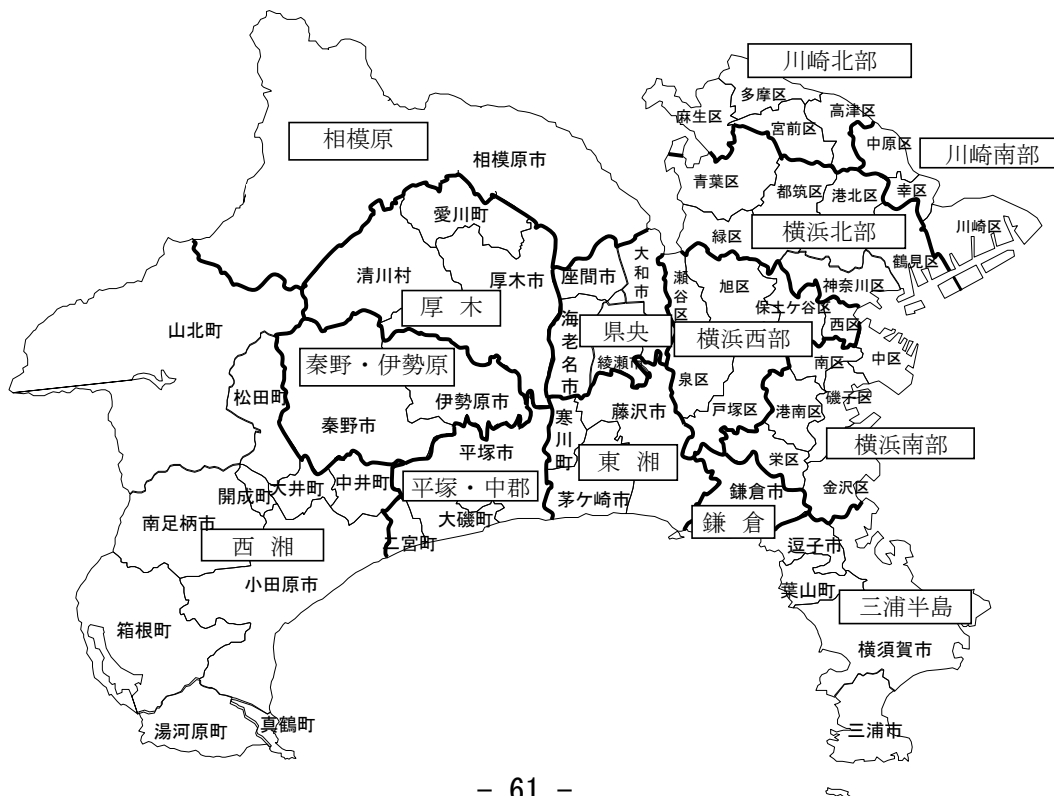 川崎北部
多摩区
高津区
麻生区
宮前区
相模原
中原区
川崎南部
相模原市
青葉区
都筑区
港北区
幸区
愛川町
川崎区
緑区
横浜北部
大和市
鶴見区
清川村
厚木市
座間市
瀬谷区
旭区
神奈川区
厚木
保土ケ谷区
山北町
海老名市
県央
横浜西部
西区
秦野・伊勢原
綾瀬市
南区
中区
松田町
泉区
伊勢原市
磯子区
秦野市
寒川町
藤沢市
戸塚区
港南区
平塚市
横浜南部
東湘
栄区
開成町
大井町
中井町
平塚・中郡
鎌倉市
金沢区
南足柄市
大磯町
茅ケ崎市
鎌倉
西湘
二宮町
逗子市
小田原市
葉山町
三浦半島
箱根町
横須賀市
湯河原町
真鶴町
三浦市
- 61 -